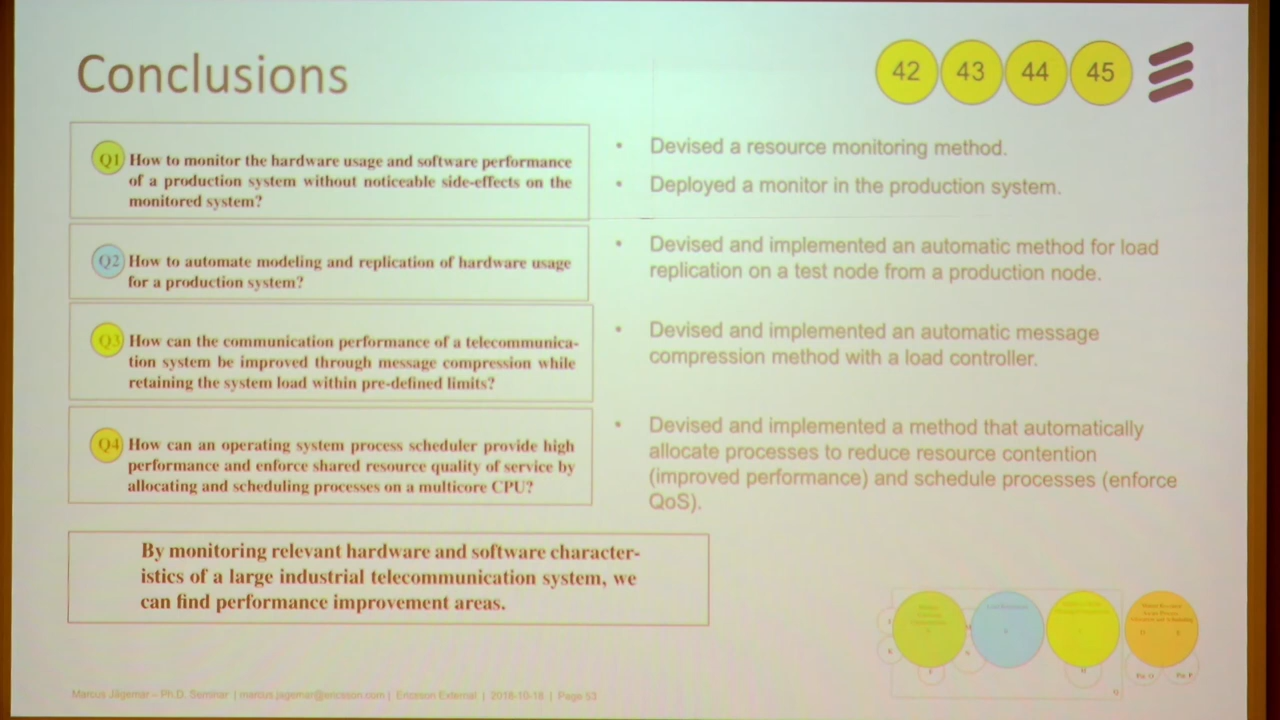 Conclusions
42 43 44 45
Q1 How to monitor the hardware usage and software performance
of a production system without noticeable side-effects on the
monitored system?
• Devised a resource monitoring method.
• Deployed a monitor in the production system.
Q2 How to automate modeling and replication of hardware usage
for a production system?
• Devised and implemented an automatic method for load
replication on a test node from a production node.
Q3 How can the communication performance of a telecommunica-
tion system be improved through message compression while
retaining the system load within pre-defined limits?
• Devised and implemented an automatic message
compression method with a load controller.
Q4 How can an operating system process scheduler provide high
performance and enforce shared resource quality of service by
allocating and scheduling processes on a multicore CPU?
• Devised and implemented a method that automatically
allocate processes to reduce resource contention
(improved performance) and schedule processes (enforce
QoS).
By monitoring relevant hardware and software character-
istics of a large industrial telecommunication system, we
can find performance improvement areas.
Marcus Jägemar – Ph.D. Seminar | marcus.jagemar@ericsson.com | Ericsson External | 2018-10-18 | Page 53